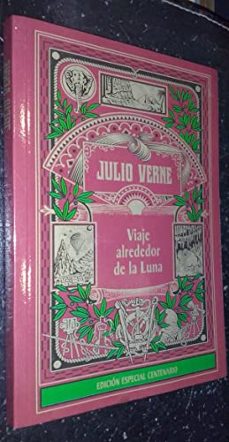 JULIO VERNE
Viaje
alrededor
de la Luna
EDICIÓN ESPECIAL CENTENARIO